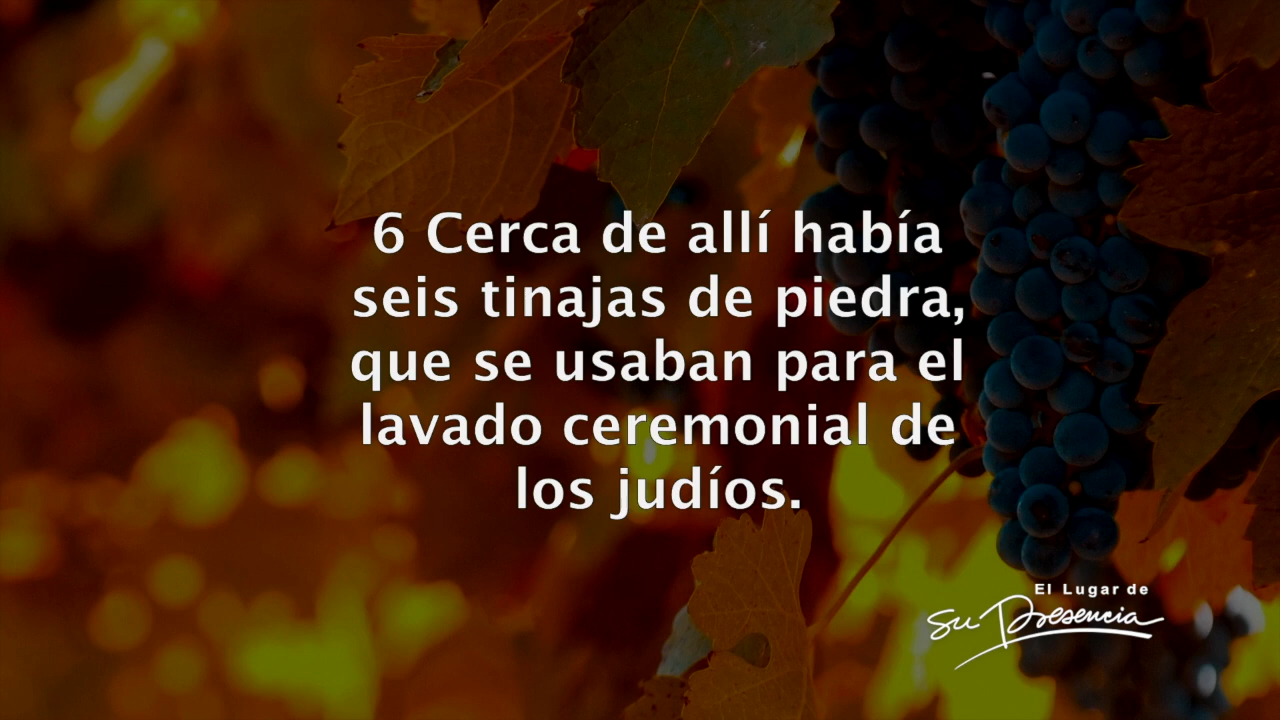 6 Cerca de allí había
seis tinajas de piedra,
que se usaban para el
lavado ceremonial de
los judíos.
El Lugar de
Su Presencia